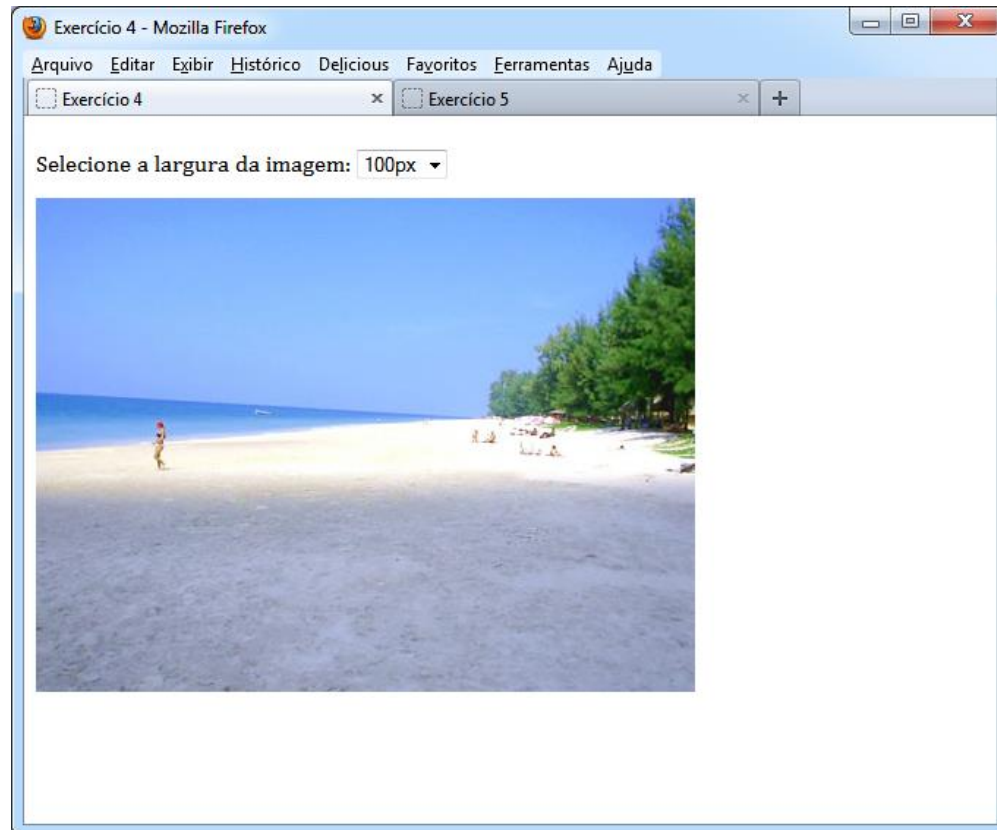 Exercício 4 - Mozilla Firefox
Arquivo Editar Exibir Histórico Delicious Favoritos Ferramentas Ajuda
Exercício 4 Exercício 5
Selecione a largura da imagem: 100px